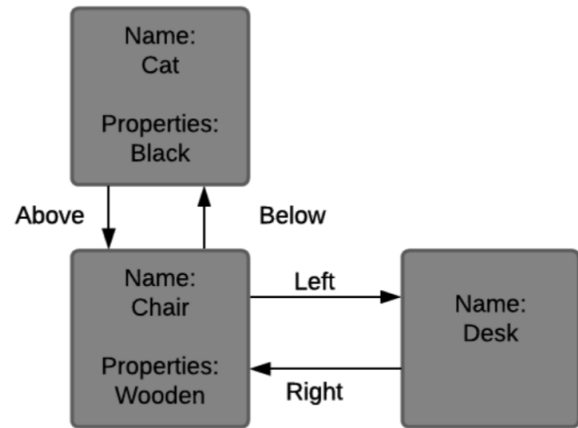 Name:
Cat
Properties:
Black
Above
Below
Name:
Chair
Properties:
Wooden
Left
Right
Name:
Desk